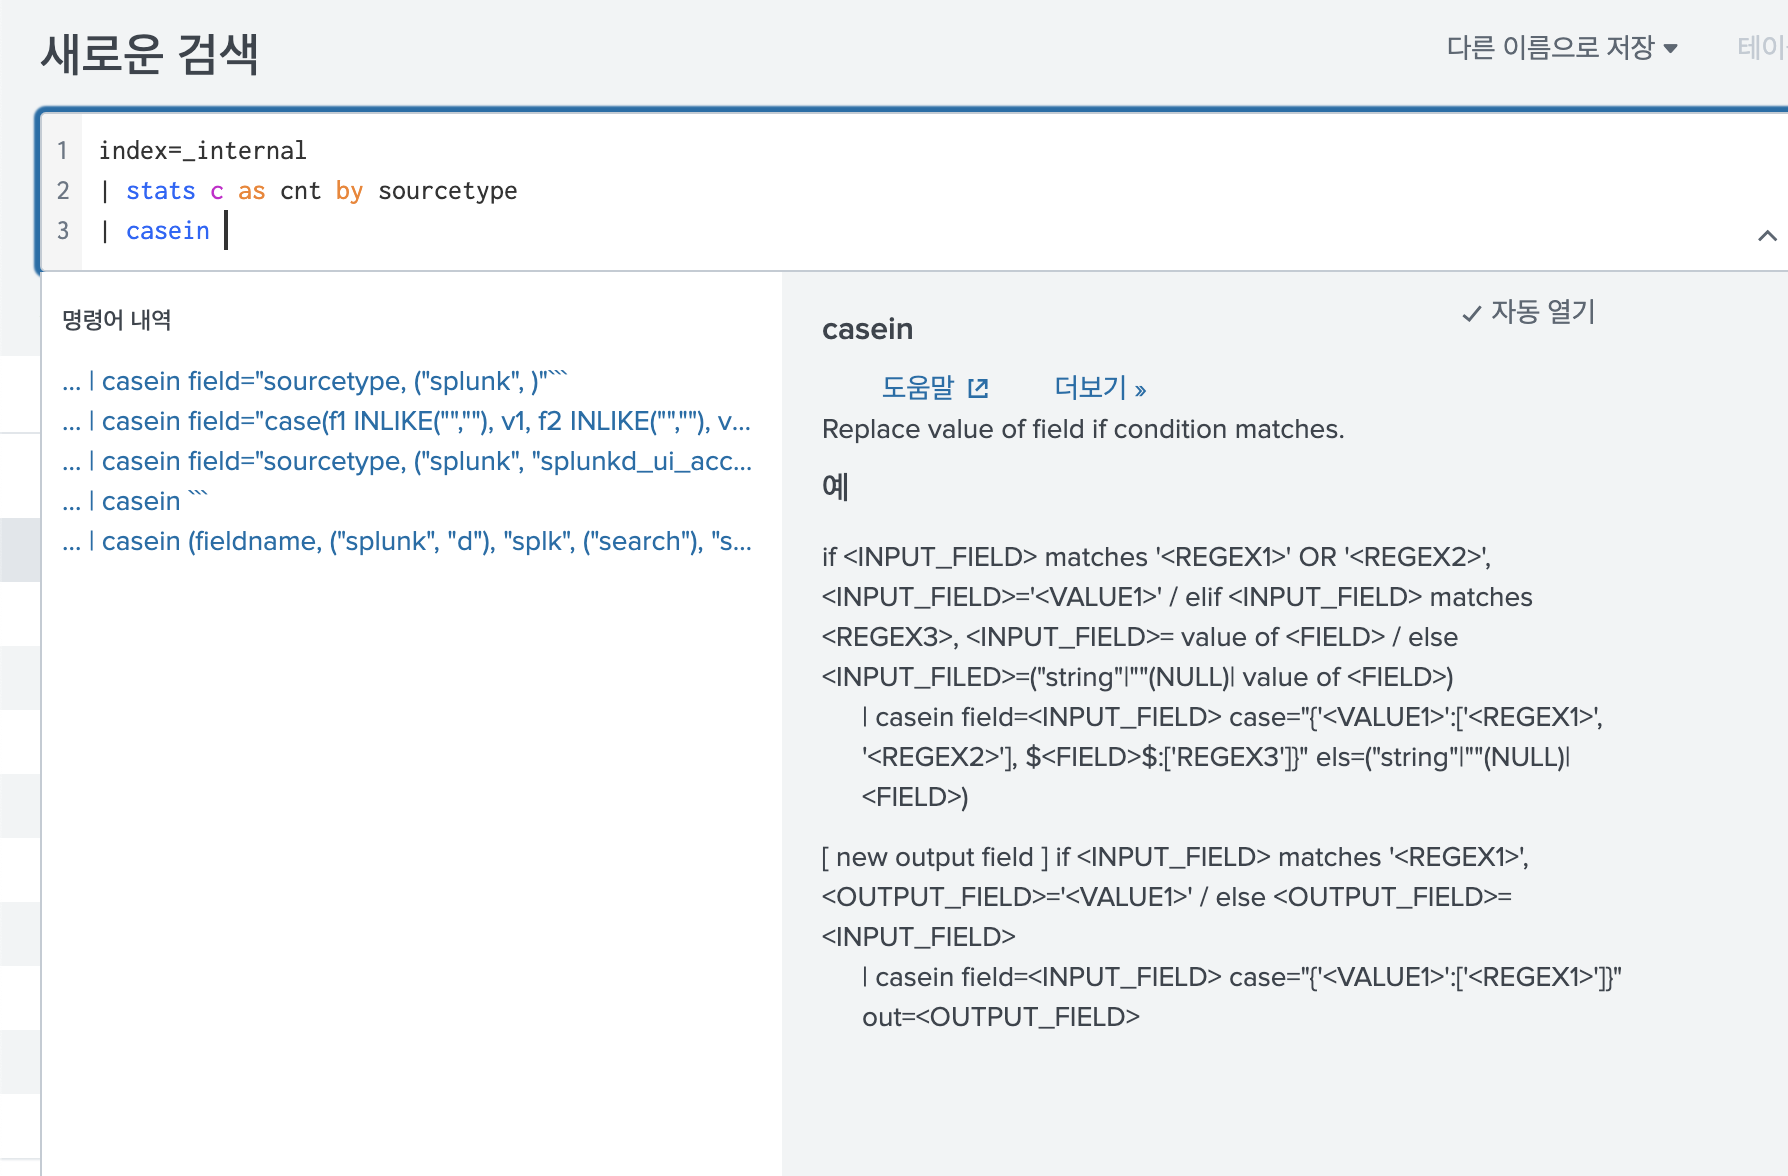 새로운 검색
다른 이름으로 저장
테이
1 index=_internal
2 | stats c as cnt by sourcetype
3 | casein
명령어 내역
... | casein field="sourcetype, ("splunk", )"```
... | casein field="case(f1 INLIKE("",""), v1, f2 INLIKE("",""), v...
... | casein field="sourcetype, ("splunk", "splunkd_ui_acc...
... | casein ```
... | casein (fieldname, ("splunk", "d"), "splk", ("search"), "s...
casein
자동 열기
도움말 더보기 »
Replace value of field if condition matches.
예
if <INPUT_FIELD> matches '<REGEX1>' OR '<REGEX2>',
<INPUT_FIELD>='<VALUE1>' / elif <INPUT_FIELD> matches
<REGEX3>, <INPUT_FIELD>= value of <FIELD> / else
<INPUT_FILED>=("string"|""(NULL)| value of <FIELD>)
| casein field=<INPUT_FIELD> case="{'<VALUE1>':['<REGEX1>',
'<REGEX2>'], $<FIELD>$:['REGEX3']}" els=("string"|""(NULL)|
<FIELD>)
[ new output field ] if <INPUT_FIELD> matches '<REGEX1>',
<OUTPUT_FIELD>='<VALUE1>' / else <OUTPUT_FIELD>=
<INPUT_FIELD>
| casein field=<INPUT_FIELD> case="{'<VALUE1>':['<REGEX1>']}"
out=<OUTPUT_FIELD>